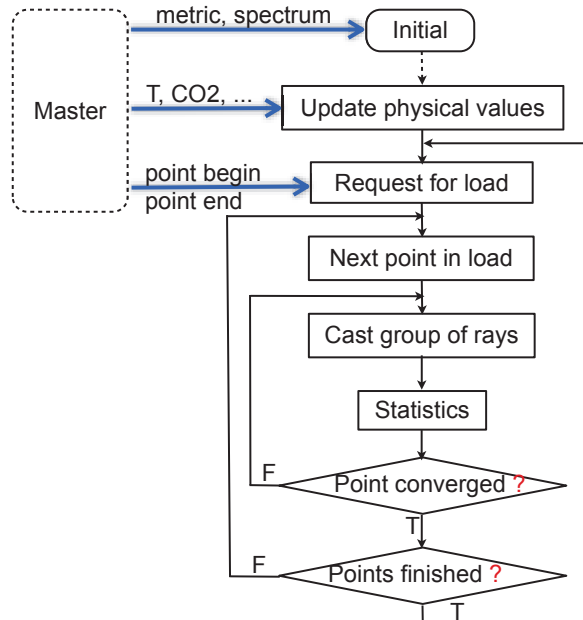 metric, spectrum
Initial
Master
T, CO2, ...
Update physical values
point begin
point end
Request for load
Next point in load
Cast group of rays
Statistics
F
Point converged ?
T
F
Points finished ?
T